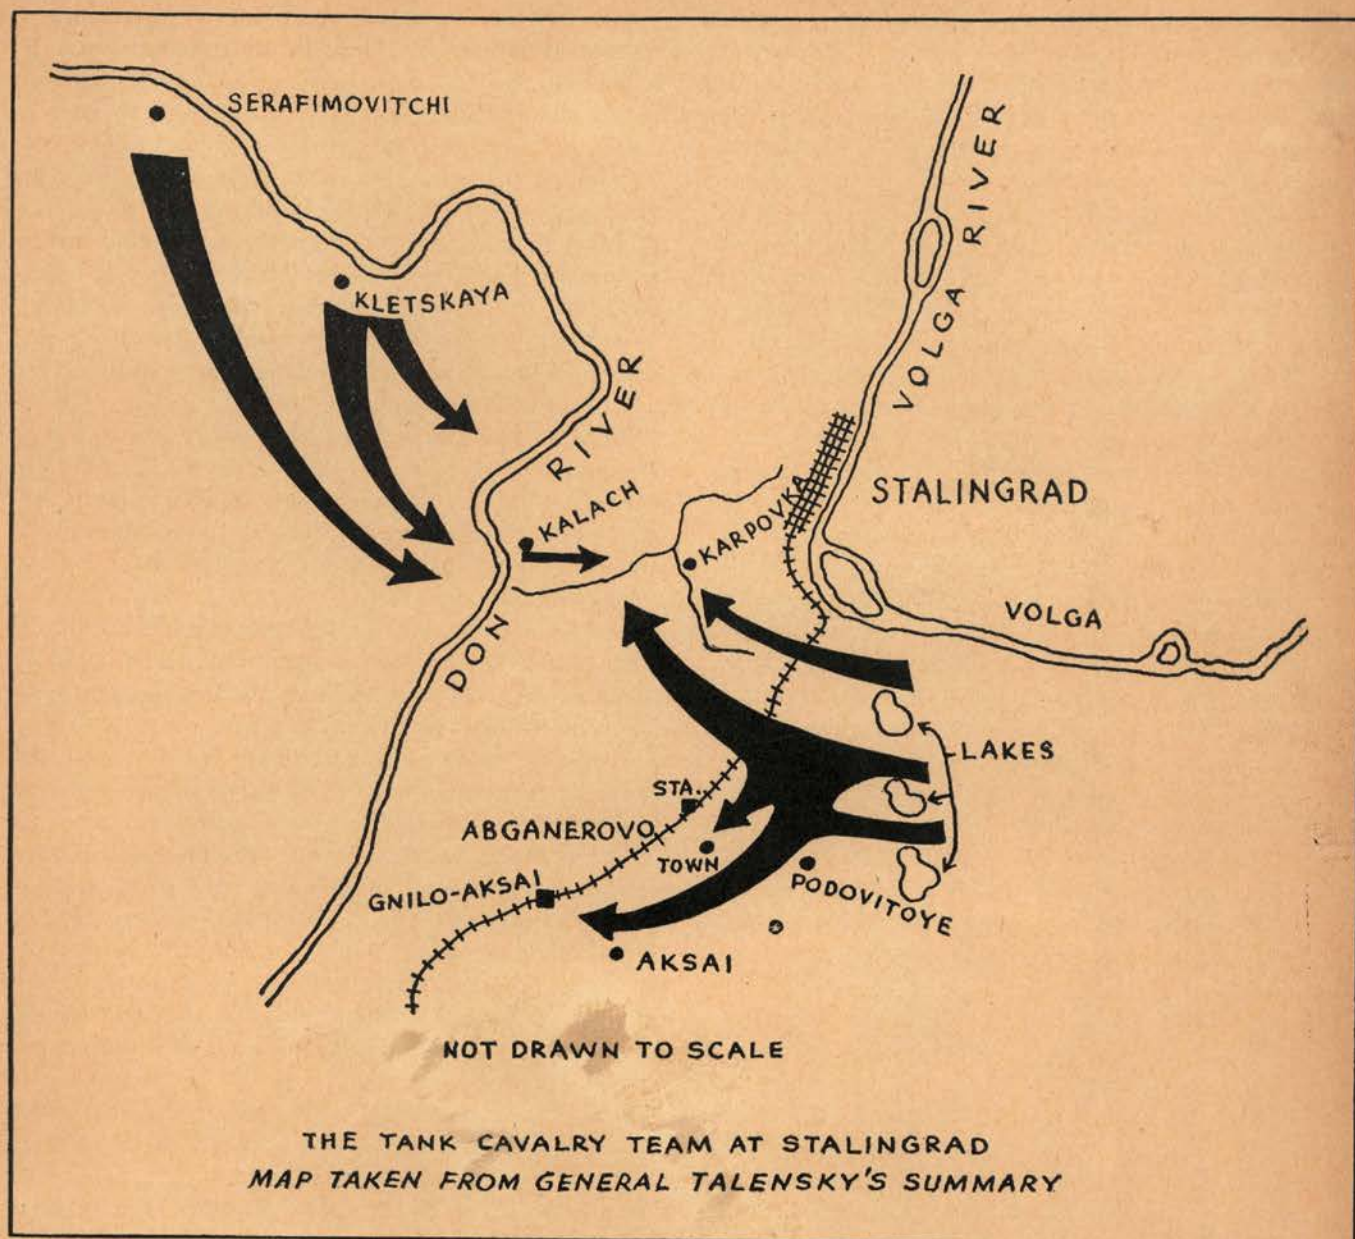 SERAFIMOVITCHI
KLETSKAYA
VOLGA RIVER
DON RIVER
KALACH
KARPOVKA
STALINGRAD
VOLGA
LAKES
STA.
ABGANEROVO
TOWN
GNILO-AKSAI
PODOVITOYE
AKSAI
NOT DRAWN TO SCALE
THE TANK CAVALRY TEAM AT STALINGRAD
MAP TAKEN FROM GENERAL TALENSKY'S SUMMARY